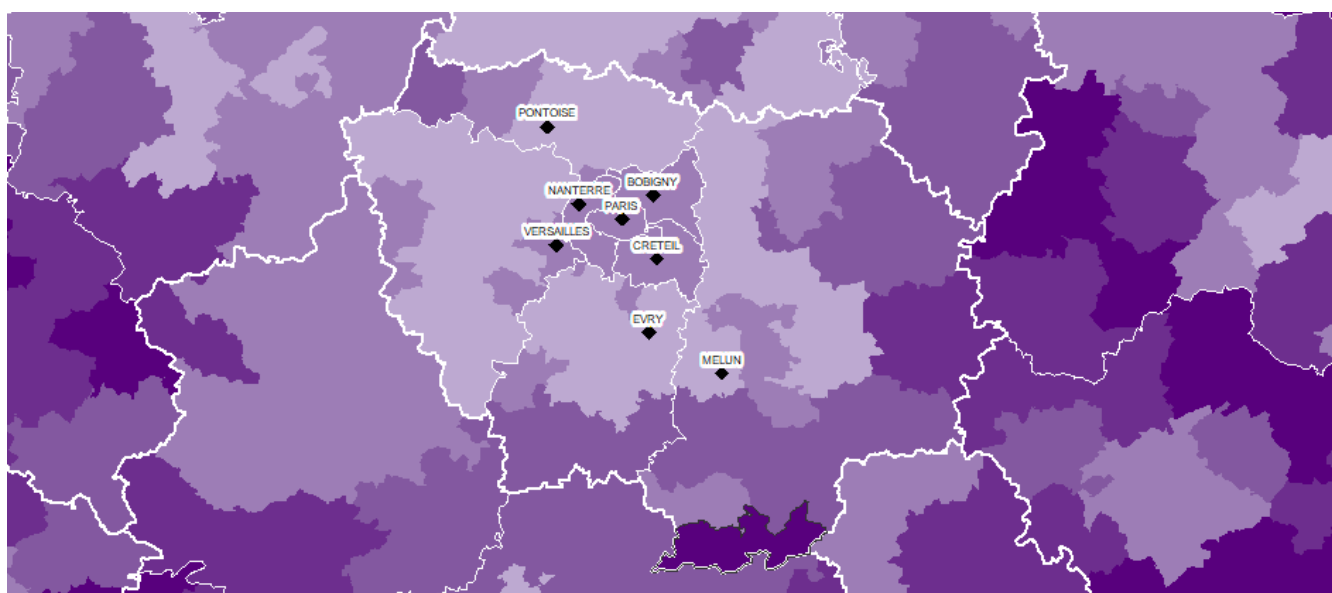 PONTOISE
BOBIGNY
NANTERRE
PARIS
VERSAILLES
CRETEIL
EVRY
MELUN